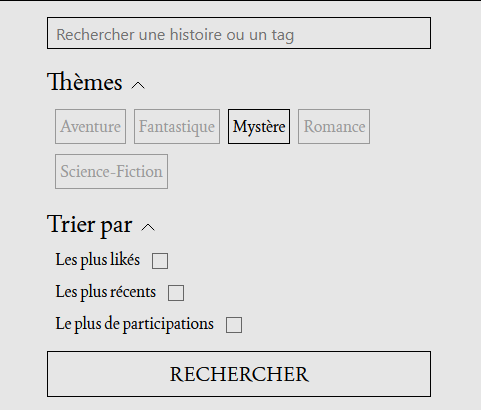 Rechercher une histoire ou un tag
Thèmes
Aventure Fantastique Mystère Romance
Science-Fiction
Trier par
Les plus likés
Les plus récents
Le plus de participations
RECHERCHER